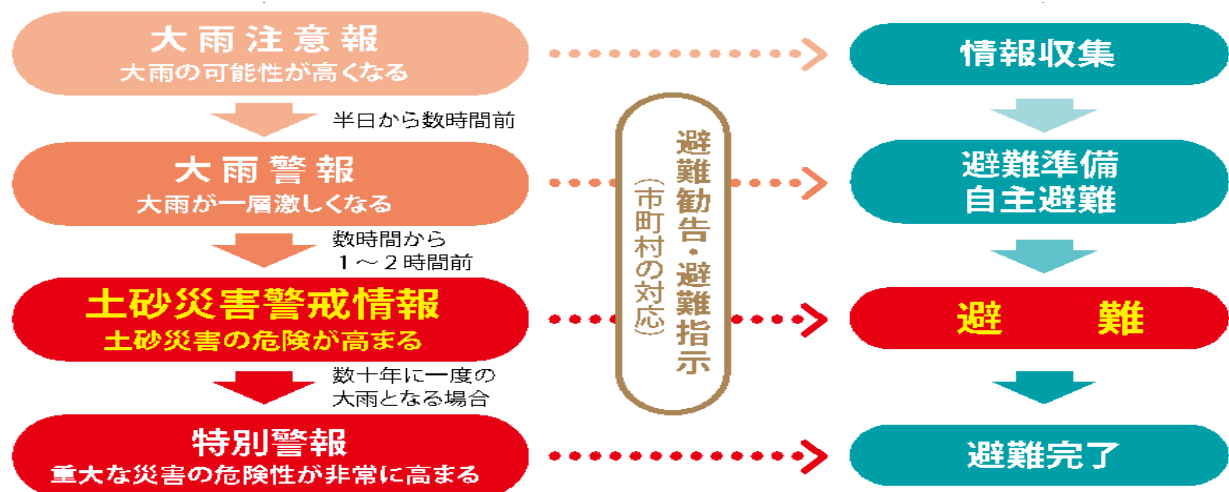 大雨注意報
大雨の可能性が高くなる
情報収集
半日から数時間前
大雨警報
大雨が一層激しくなる
避難準備
自主避難
避難勧告・避難指示
(市町村の対応)
数時間から
1～2時間前
土砂災害警戒情報
土砂災害の危険が高まる
避難
数十年に一度の
大雨となる場合
特別警報
重大な災害の危険性が非常に高まる
避難完了